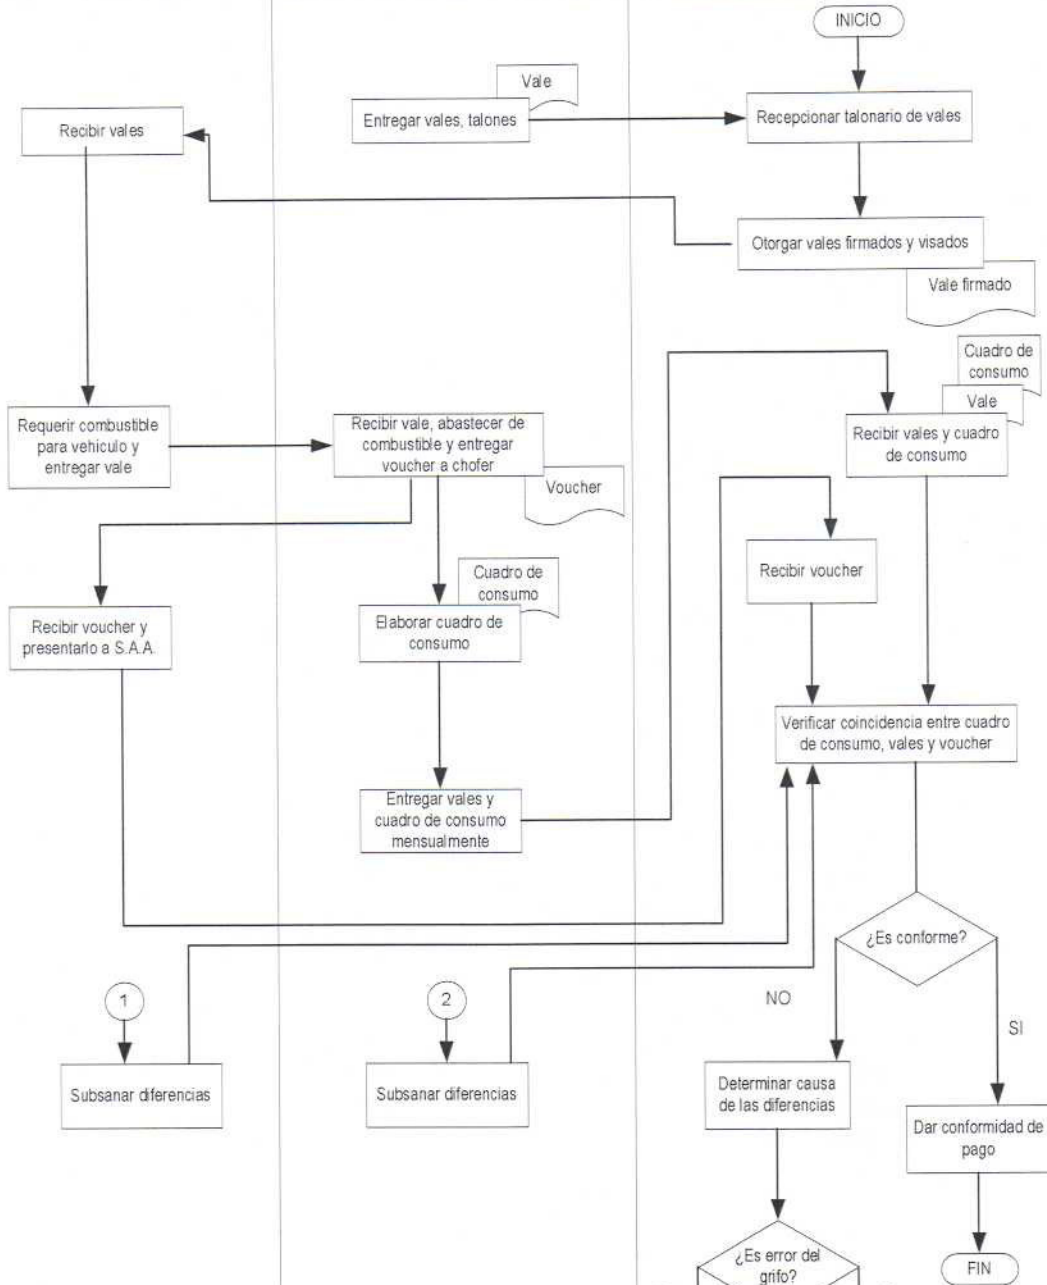 INICIO
Vale
Entregar vales, talones
Recepcionar talonario de vales
Recibir vales
Otorgar vales firmados y visados
Vale firmado
Cuadro de
consumo
Vale
Requerir combustible
para vehiculo y
entregar vale
Recibir vale, abastecer de
combustible y entregar
voucher a chofer
Voucher
Recibir vales y cuadro
de consumo
Recibir voucher
Cuadro de
consumo
Elaborar cuadro de
consumo
Recibir voucher y
presentarlo a S.A.A.
Verificar coincidencia entre cuadro
de consumo, vales y voucher
Entregar vales y
cuadro de consumo
mensualmente
¿Es conforme?
NO
SI
1
2
Subsanar diferencias
Subsanar diferencias
Determinar causa
de las diferencias
Dar conformidad de
pago
¿Es error del
grifo?
FIN